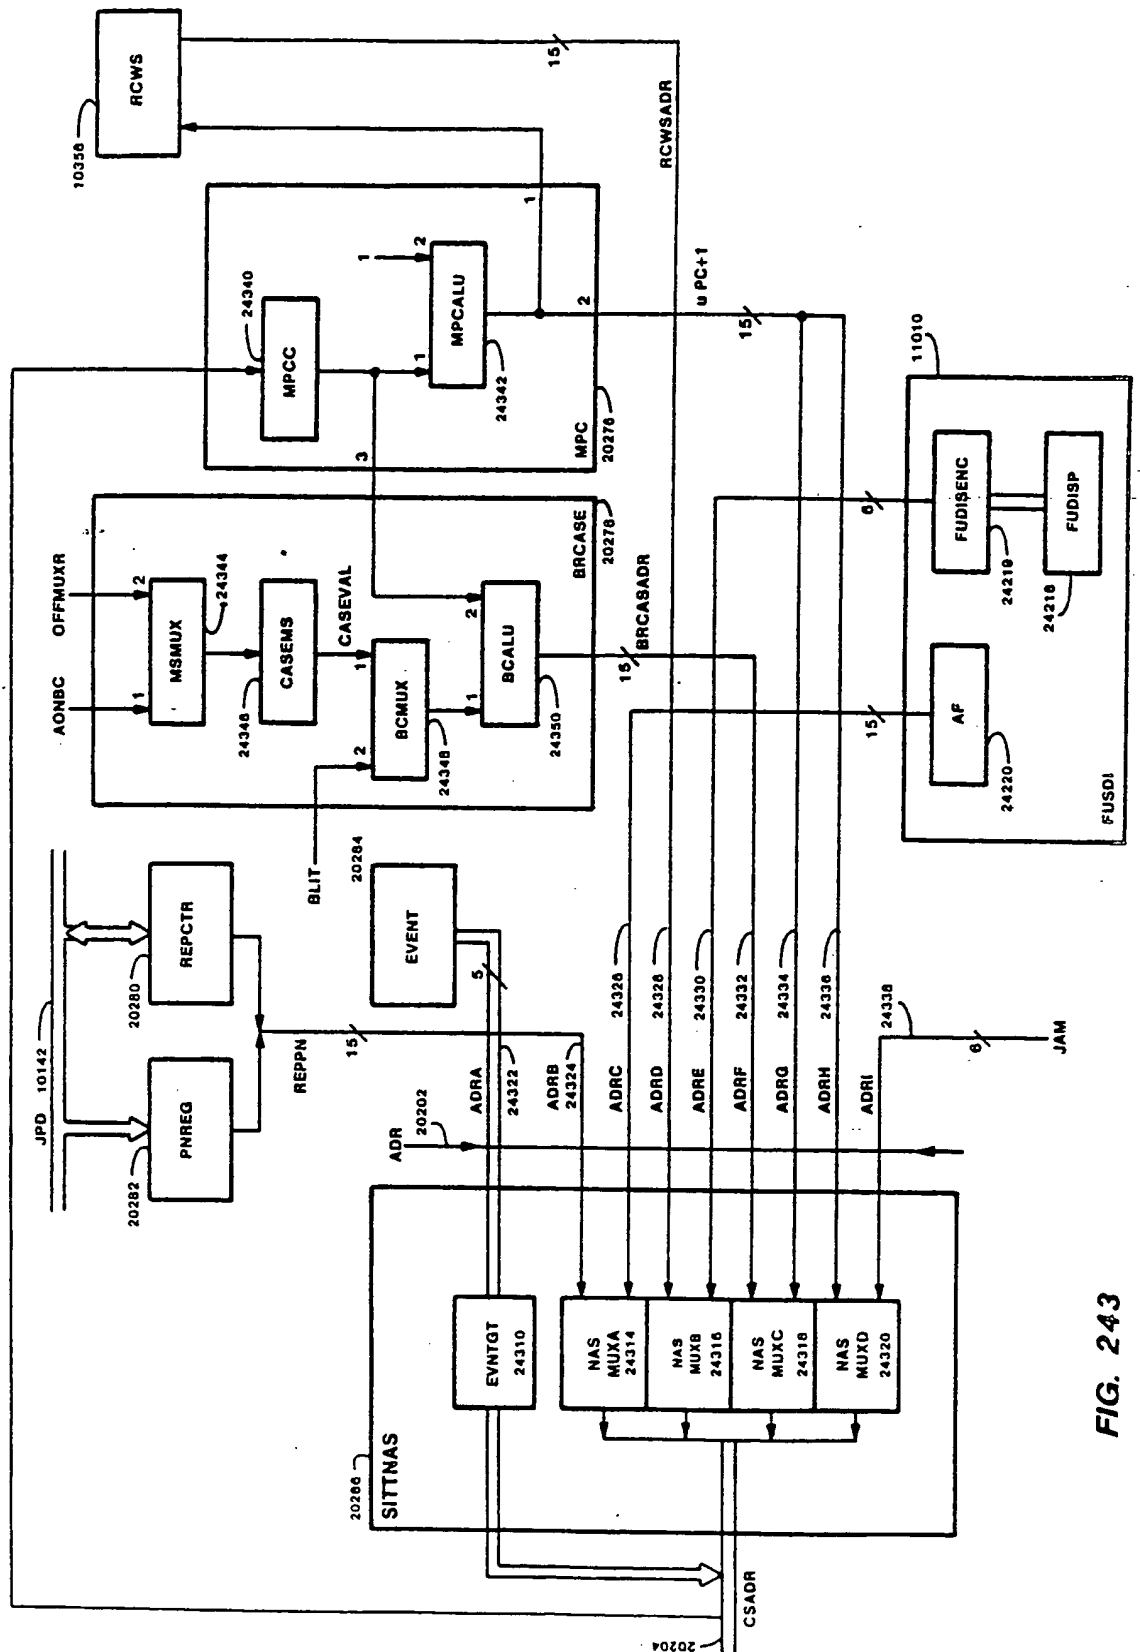 RCWS
10358
15
RCWSADR
24340
MPCC
1
2
1
MPCALU
24342
1
2
3
MPC
20276
u PC+1
15
OFFMUXR
AONBC
2
1
MSMUX
24344
CASEMS
24346
CASEVAL
1
2
BCMUX
24348
BLIT
2
1
BCALU
24350
BRCASE
20278
15
BRCASADR
11010
FUDISENC
24219
FUDISP
24218
6
AF
24220
15
FUSDI
JPD
10142
REPCTR
20280
PNREG
20282
REPPN
15
EVENT
20284
5
ADRA
24322
ADRB
24324
ADRC
24326
ADRD
24328
ADRE
24330
ADRF
24332
ADRG
24334
ADRH
24336
ADRI
24338
6
JAM
ADR
20202
20286
SITTNAS
EVNTGT
24310
NAS
MUXA
24314
NAS
MUXB
24316
NAS
MUXC
24318
NAS
MUXD
24320
CSADR
20204
FIG. 243